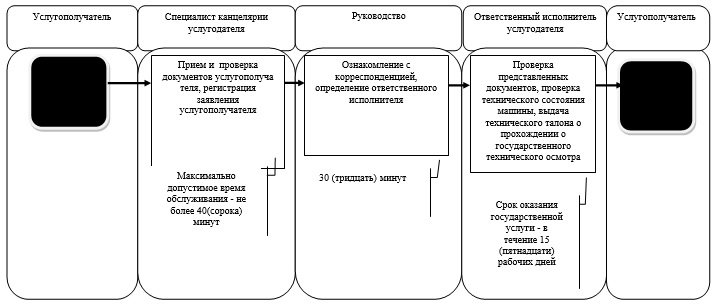 Услугополучатель
Специалист канцелярии
услугодателя
Руководство
Ответственный исполнитель
услугодателя
Услугополучатель
Прием и проверка
документов услугополуча
теля, регистрация
заявления
услугополучателя
Ознакомление с
корреспонденцией,
определение ответственного
исполнителя
Проверка
представленных
документов, проверка
технического состояния
машины, выдача
технического талона о
прохождении о
государственного
технического осмотра
Максимально
допустимое время
обслуживания - не
более 40(сорока)
минут
30 (тридцать) минут
Срок оказания
государственной
услуги - в
течение 15
(пятнадцати)
рабочих дней